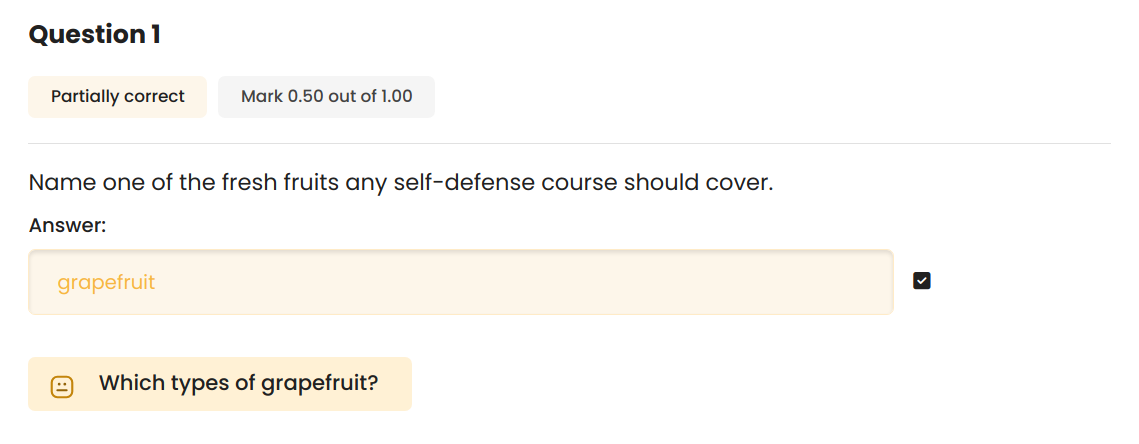 Question 1
Partially correct
Mark 0.50 out of 1.00
Name one of the fresh fruits any self-defense course should cover.
Answer:
grapefruit
Which types of grapefruit?